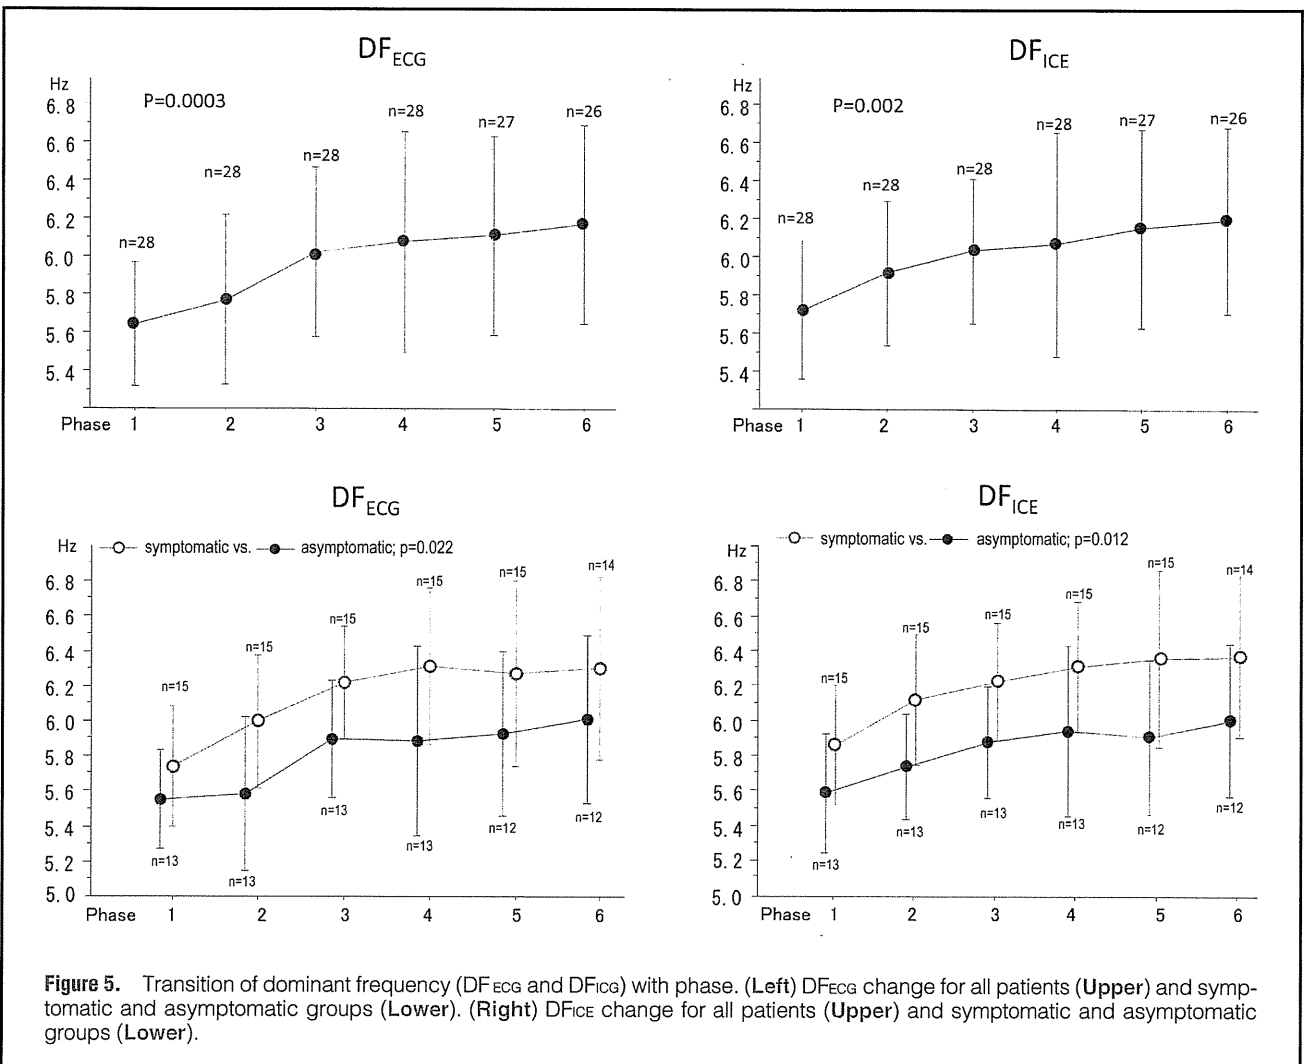 DFECG
Hz
P=0.0003
6.8
6.6
6.4
6.2
6.0
5.8
5.6
5.4
n=28
n=28
n=28
n=28
n=27
n=26
Phase 1 2 3 4 5 6
DFICE
Hz
P=0.002
6.8
6.6
6.4
6.2
6.0
5.8
5.6
5.4
n=28
n=28
n=28
n=28
n=27
n=26
Phase 1 2 3 4 5 6
DFECG
Hz
symptomatic vs. asymptomatic; p=0.022
6.8
6.6
6.4
6.2
6.0
5.8
5.6
5.4
5.2
5.0
n=15
n=15
n=15
n=15
n=15
n=14
n=13
n=13
n=13
n=13
n=12
n=12
Phase 1 2 3 4 5 6
DFICE
Hz
symptomatic vs. asymptomatic; p=0.012
6.8
6.6
6.4
6.2
6.0
5.8
5.6
5.4
5.2
5.0
n=15
n=15
n=15
n=15
n=15
n=14
n=13
n=13
n=13
n=13
n=12
n=12
Phase 1 2 3 4 5 6
Figure 5. Transition of dominant frequency (DFECG and DFICG) with phase. (Left) DFECG change for all patients (Upper) and symp-
tomatic and asymptomatic groups (Lower). (Right) DFICE change for all patients (Upper) and symptomatic and asymptomatic
groups (Lower).